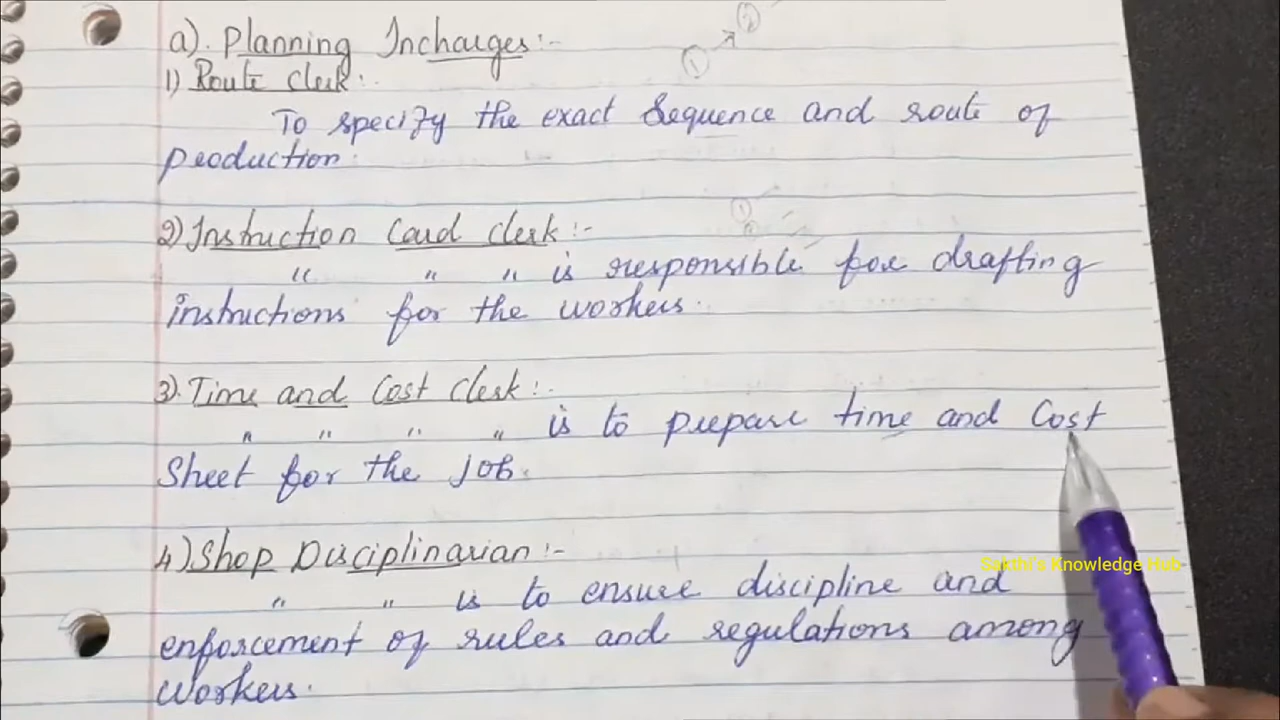 a). Planning Incharges:-
① → ②
1) Route clerk:-
To specify the exact Sequence and route of
production.
2) Instruction Card clerk:-
" " " is responsible for drafting
instructions for the workers.
3). Time and Cost Clerk:-
" " " " is to prepare time and Cost
Sheet for the job.
4) Shop Disciplinarian:-
Sakthi's Knowledge Hub
" " is to ensure discipline and
enforcement of rules and regulations among
workers.